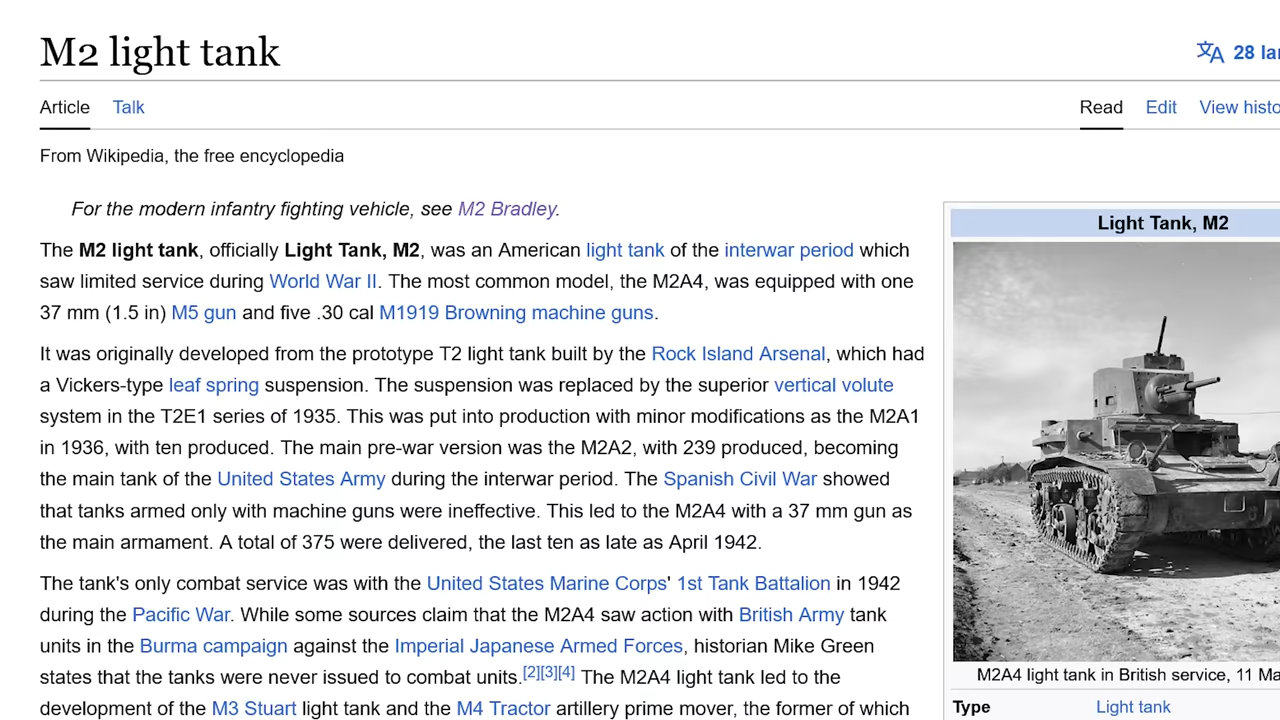 M2 light tank
28 lan
Article Talk Read Edit View histo
From Wikipedia, the free encyclopedia
For the modern infantry fighting vehicle, see M2 Bradley.
The M2 light tank, officially Light Tank, M2, was an American light tank of the interwar period which
saw limited service during World War II. The most common model, the M2A4, was equipped with one
37 mm (1.5 in) M5 gun and five .30 cal M1919 Browning machine guns.
It was originally developed from the prototype T2 light tank built by the Rock Island Arsenal, which had
a Vickers-type leaf spring suspension. The suspension was replaced by the superior vertical volute
system in the T2E1 series of 1935. This was put into production with minor modifications as the M2A1
in 1936, with ten produced. The main pre-war version was the M2A2, with 239 produced, becoming
the main tank of the United States Army during the interwar period. The Spanish Civil War showed
that tanks armed only with machine guns were ineffective. This led to the M2A4 with a 37 mm gun as
the main armament. A total of 375 were delivered, the last ten as late as April 1942.
The tank's only combat service was with the United States Marine Corps' 1st Tank Battalion in 1942
during the Pacific War. While some sources claim that the M2A4 saw action with British Army tank
units in the Burma campaign against the Imperial Japanese Armed Forces, historian Mike Green
states that the tanks were never issued to combat units.[2][3][4] The M2A4 light tank led to the
development of the M3 Stuart light tank and the M4 Tractor artillery prime mover, the former of which
Light Tank, M2
M2A4 light tank in British service, 11 Ma
Type Light tank